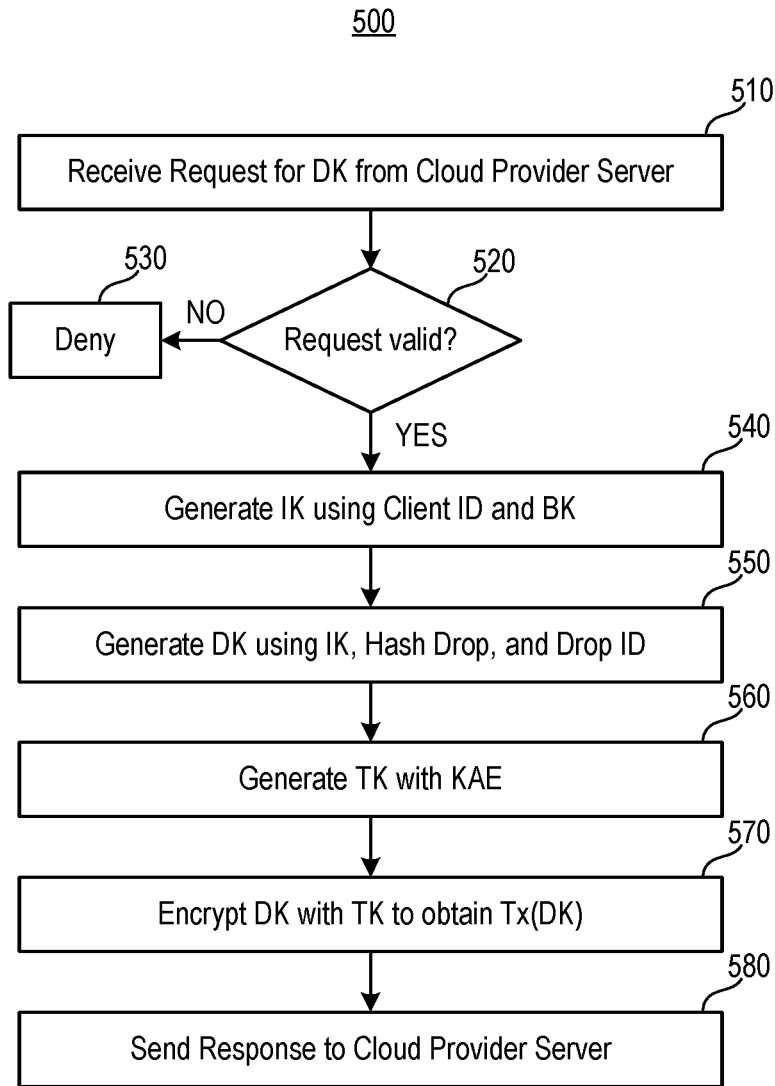 500
510
Receive Request for DK from Cloud Provider Server
530
520
NO
Deny
Request valid?
YES
540
Generate IK using Client ID and BK
550
Generate DK using IK, Hash Drop, and Drop ID
560
Generate TK with KAE
570
Encrypt DK with TK to obtain Tx(DK)
580
Send Response to Cloud Provider Server